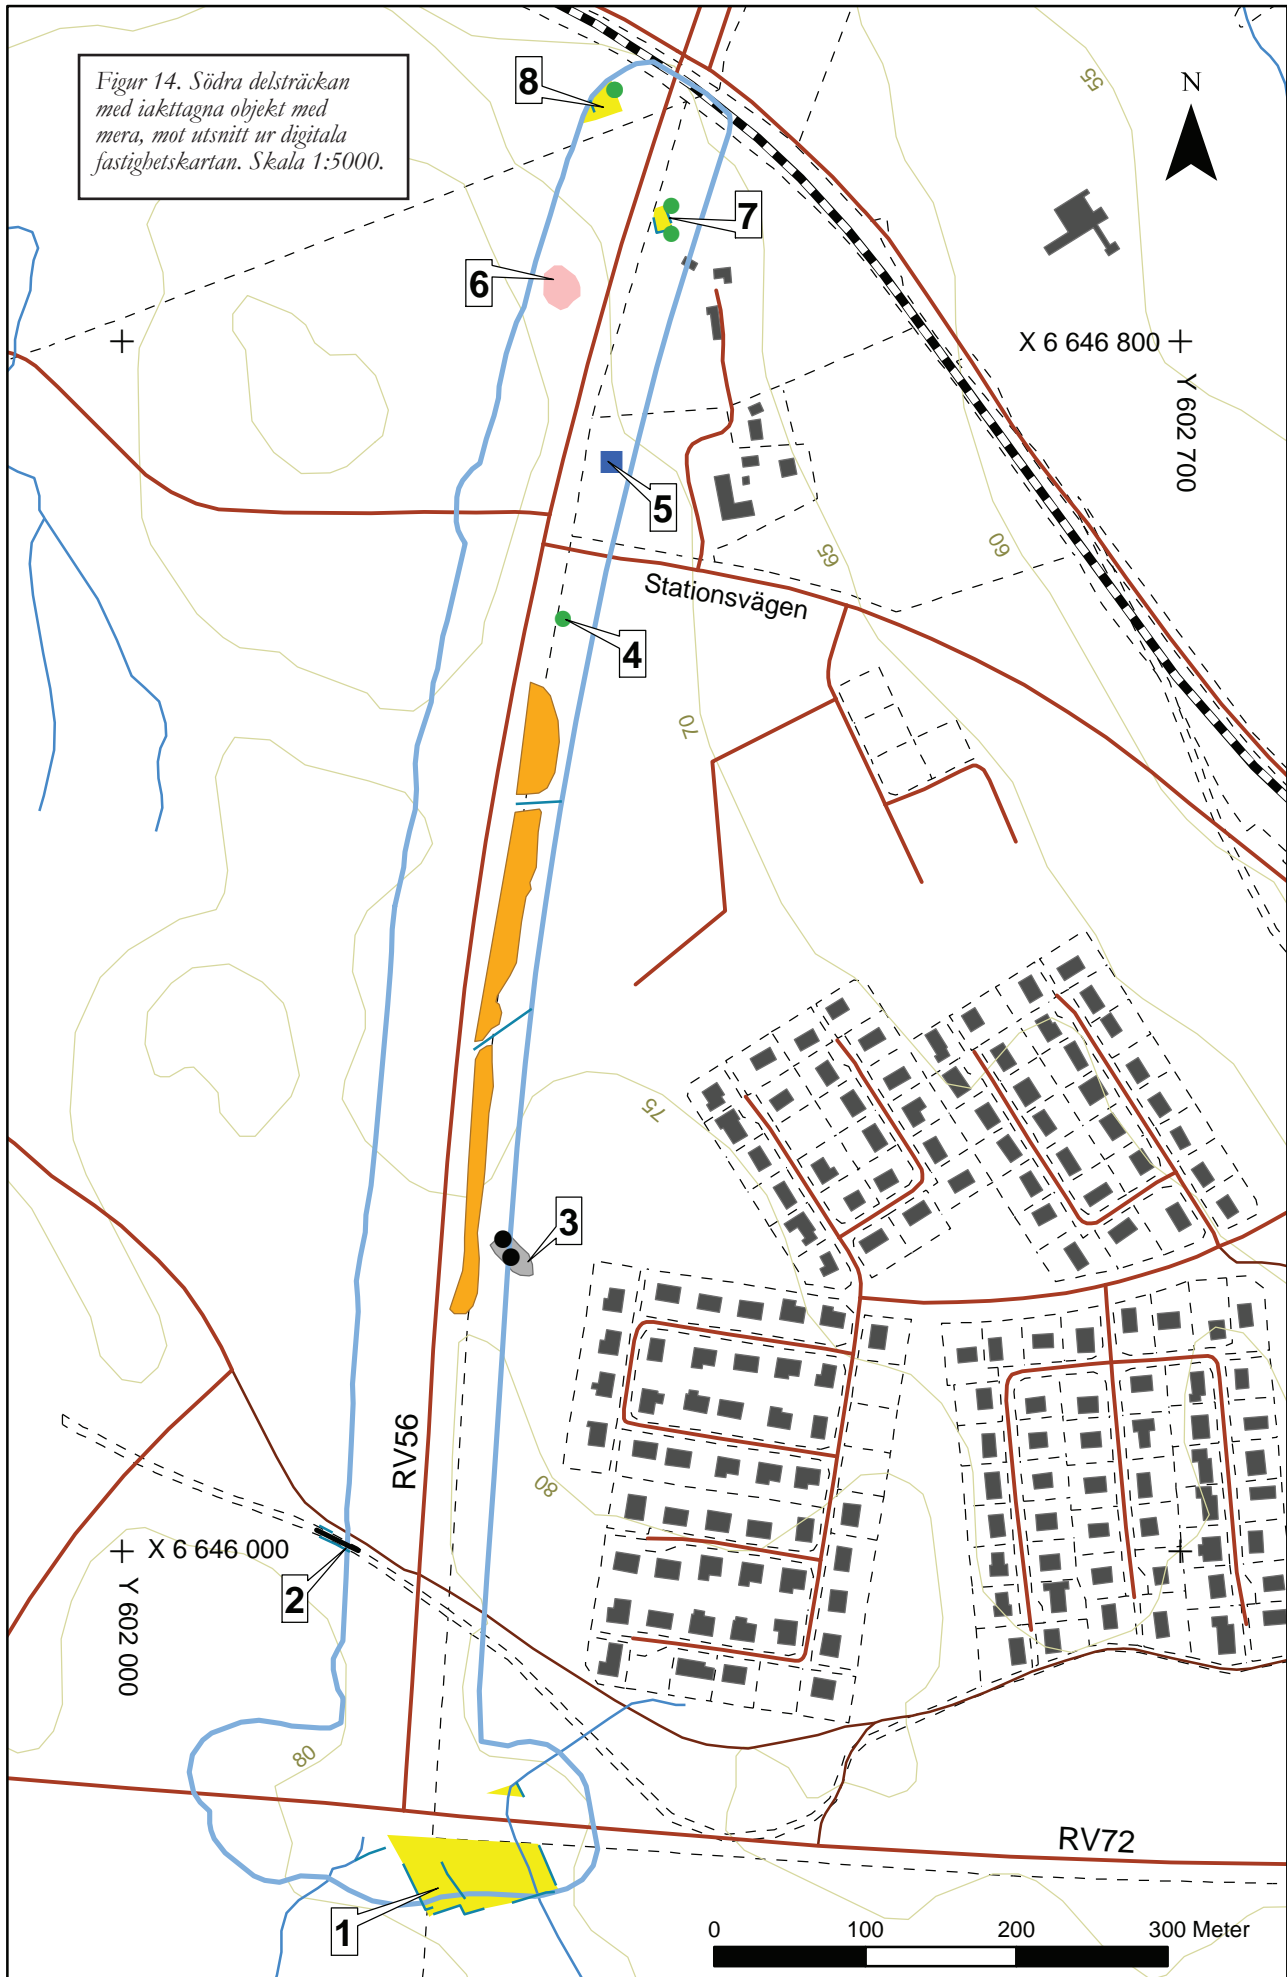 Figur 14. Södra delsträckan
med iakttagna objekt med
mera, mot utsnitt ur digitala
fastighetskartan. Skala 1:5000.
8
55
N
7
6
X 6 646 800
Y 602 700
5
65
60
Stationsvägen
4
70
75
3
RV56
80
X 6 646 000
2
Y 602 000
80
RV72
1
0 100 200 300 Meter